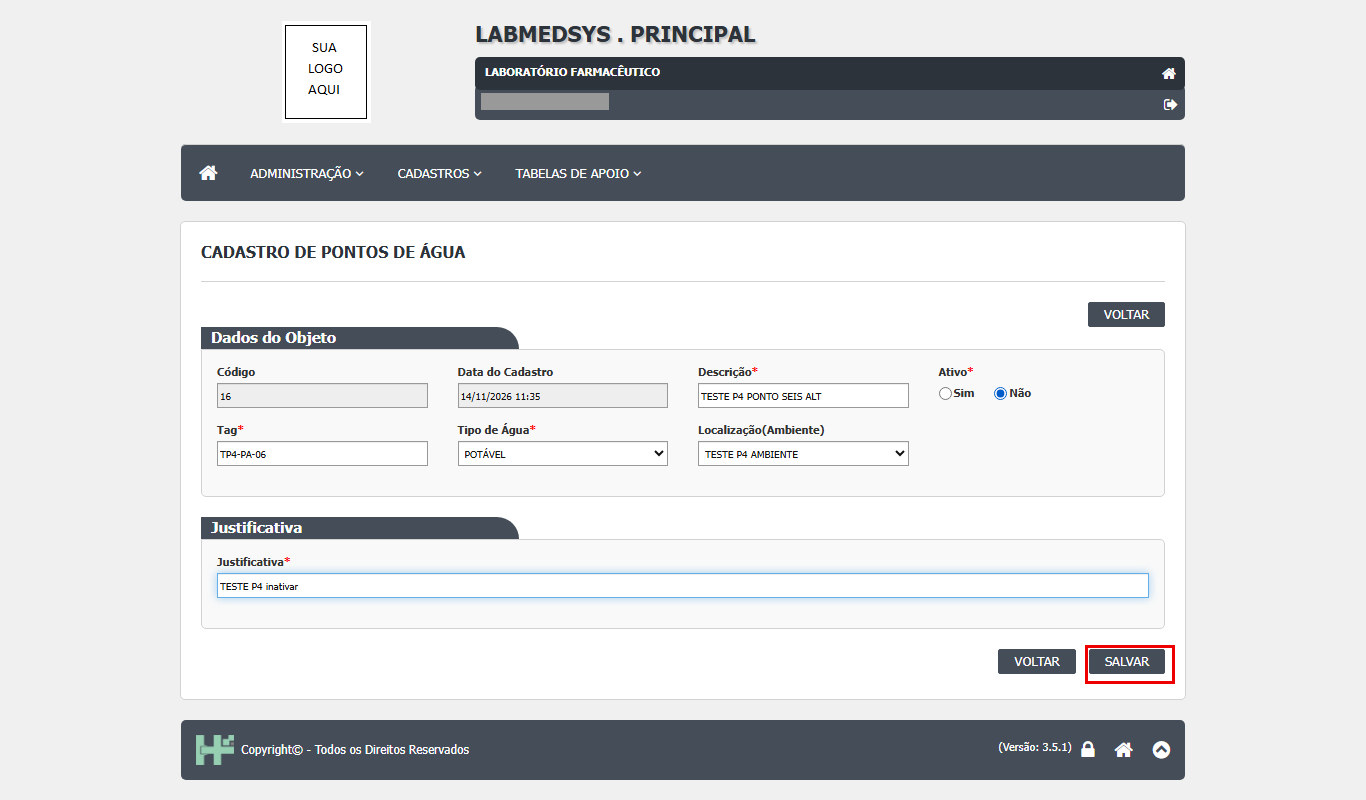 SUA
LOGO
AQUI
LABMEDSYS . PRINCIPAL
LABORATÓRIO FARMACÊUTICO
ADMINISTRAÇÃO CADASTROS TABELAS DE APOIO
CADASTRO DE PONTOS DE ÁGUA
VOLTAR
Dados do Objeto
Código Data do Cadastro Descrição* Ativo*
16 14/11/2026 11:35 TESTE P4 PONTO SEIS ALT Sim Não
Tag* Tipo de Água* Localização(Ambiente)
TP4-PA-06 POTÁVEL TESTE P4 AMBIENTE
Justificativa
Justificativa*
TESTE P4 inativar
VOLTAR SALVAR
Copyright© - Todos os Direitos Reservados (Versão: 3.5.1)